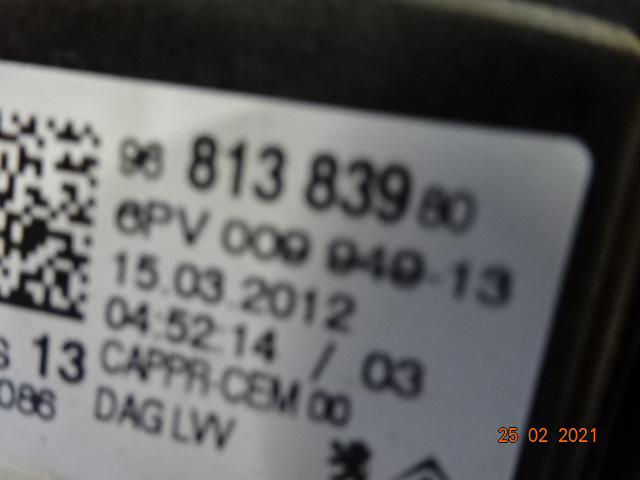 96 813 839 80
6PV 009 949-13
15.03.2012
04:52:14 / 03
13 CAPPR-CEM 00
086 DAG LVV
25 02 2021